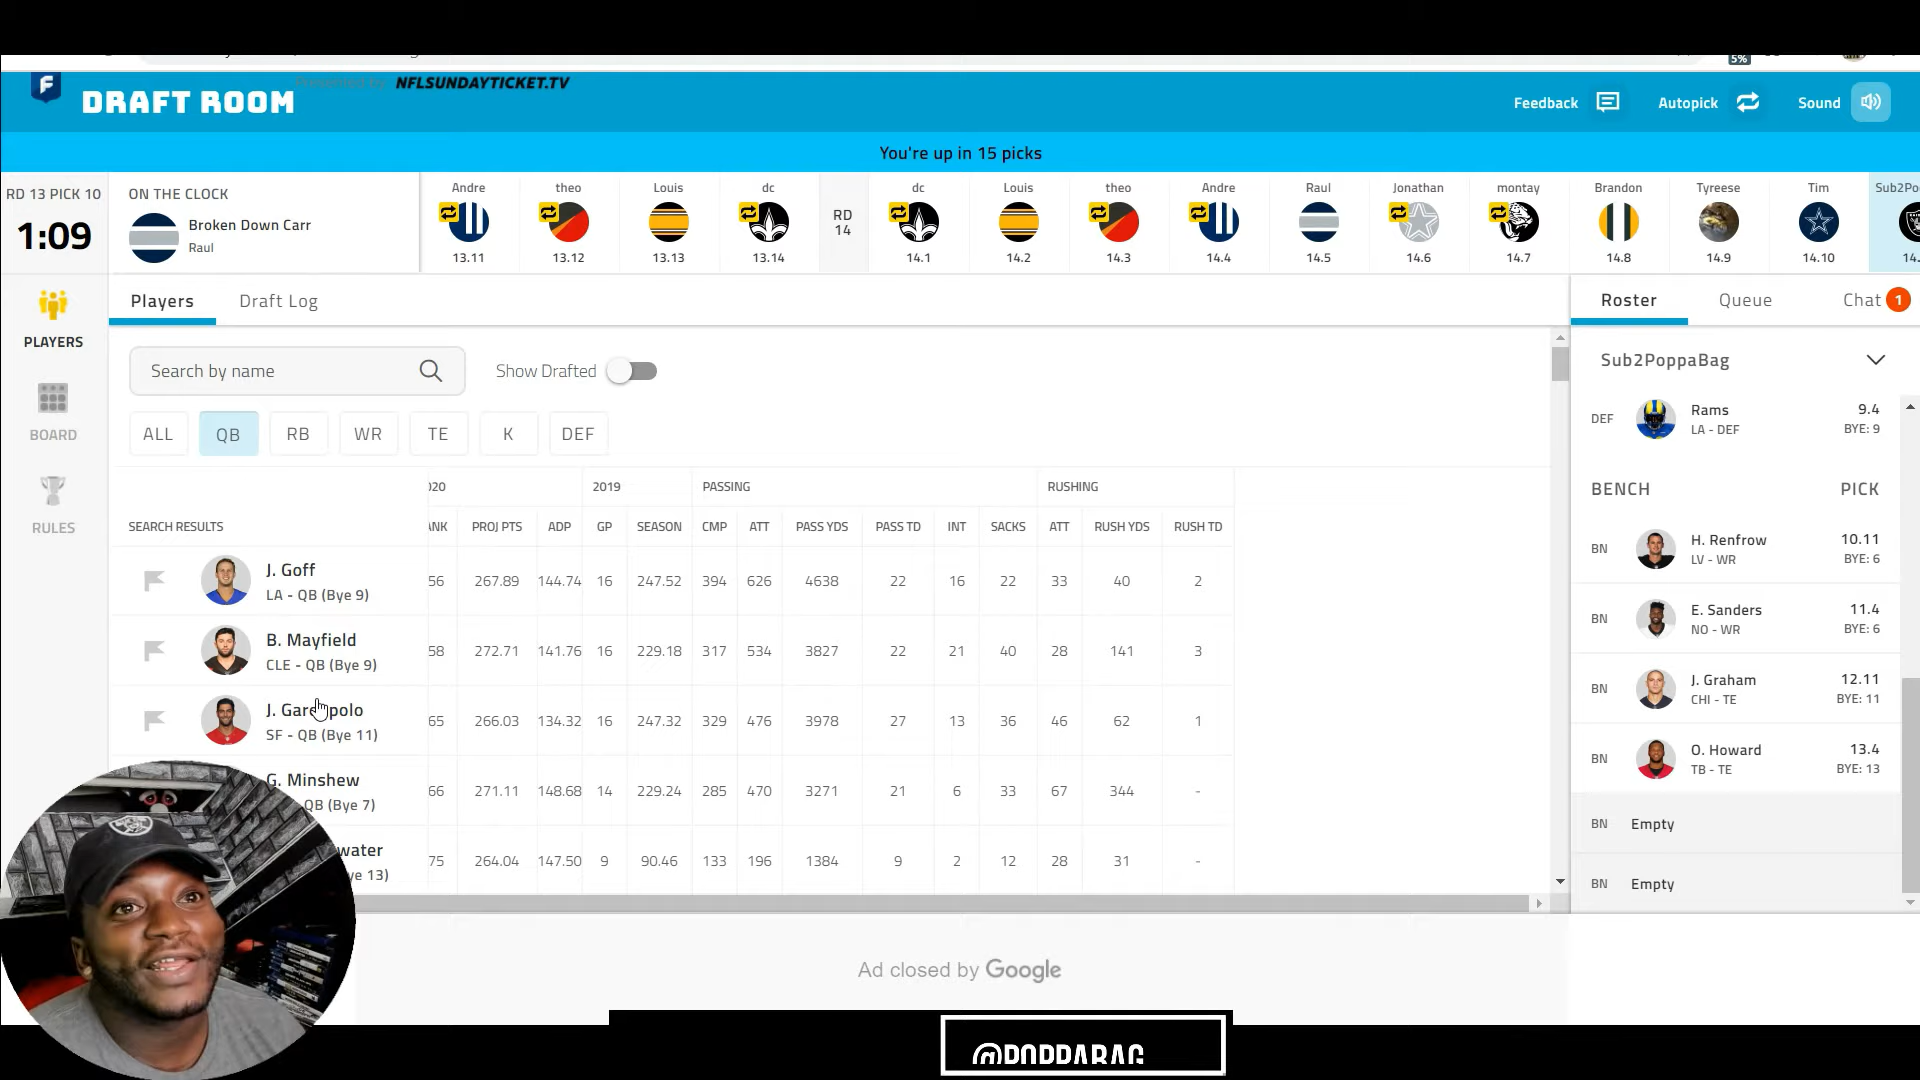 NFLSUNDAYTICKET.TV
5%
F
DRAFT ROOM
Feedback
Autopick
Sound
You're up in 15 picks
RD 13 PICK 10
1:09
ON THE CLOCK
Broken Down Carr
Raul
Andre
13.11
theo
13.12
Louis
13.13
dc
13.14
RD
14
dc
14.1
Louis
14.2
theo
14.3
Andre
14.4
Raul
14.5
Jonathan
14.6
montay
14.7
Brandon
14.8
Tyreese
14.9
Tim
14.10
Sub2Po
14.
PLAYERS
BOARD
RULES
Players
Draft Log
Search by name
Show Drafted
ALL QB RB WR TE K DEF
020 2019 PASSING RUSHING
SEARCH RESULTS ANK PROJ PTS ADP GP SEASON CMP ATT PASS YDS PASS TD INT SACKS ATT RUSH YDS RUSH TD
J. Goff
LA - QB (Bye 9)
56 267.89 144.74 16 247.52 394 626 4638 22 16 22 33 40 2
B. Mayfield
CLE - QB (Bye 9)
58 272.71 141.76 16 229.18 317 534 3827 22 21 40 28 141 3
J. Gar polo
SF - QB (Bye 11)
65 266.03 134.32 16 247.32 329 476 3978 27 13 36 46 62 1
G. Minshew
QB (Bye 7)
66 271.11 148.68 14 229.24 285 470 3271 21 6 33 67 344 -
water
ye 13)
75 264.04 147.50 9 90.46 133 196 1384 9 2 12 28 31 -
Roster
Queue
Chat 1
Sub2PoppaBag
DEF Rams 9.4
LA - DEF BYE: 9
BENCH PICK
BN H. Renfrow 10.11
LV - WR BYE: 6
BN E. Sanders 11.4
NO - WR BYE: 6
BN J. Graham 12.11
CHI - TE BYE: 11
BN O. Howard 13.4
TB - TE BYE: 13
BN Empty
BN Empty
Ad closed by Google